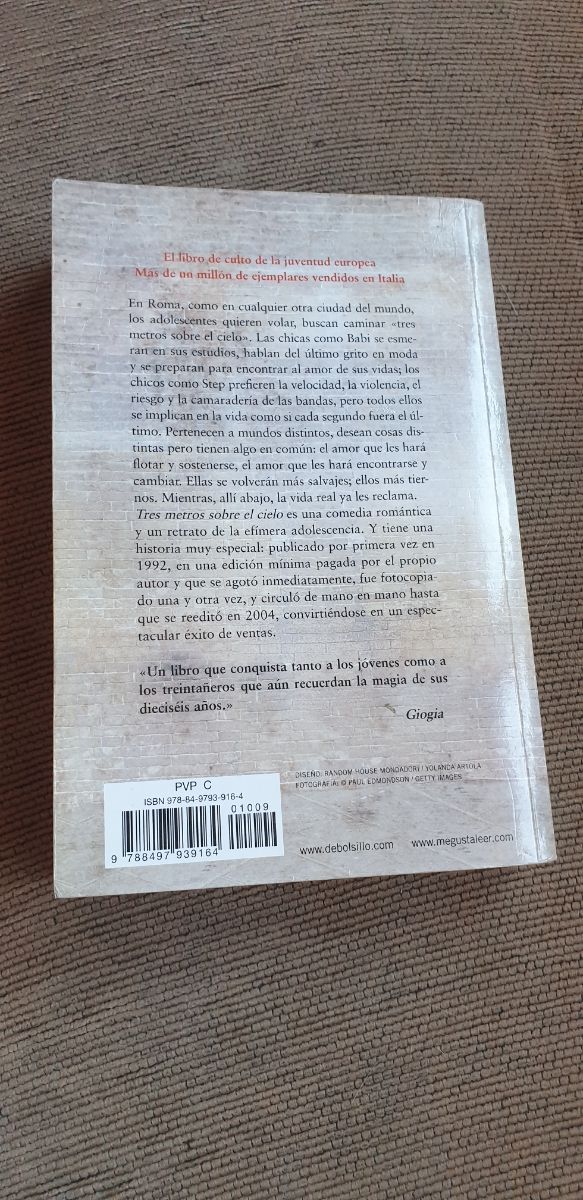 El libro de culto de la juventud europea
Más de un millón de ejemplares vendidos en Italia
En Roma, como en cualquier otra ciudad del mundo,
los adolescentes quieren volar, buscan caminar «tres
metros sobre el cielo». Las chicas como Babi se esme-
ran en sus estudios, hablan del último grito en moda
y se preparan para encontrar al amor de sus vidas; los
chicos como Step prefieren la velocidad, la violencia, el
riesgo y la camaradería de las bandas, pero todos ellos
se implican en la vida como si cada segundo fuera el úl-
timo. Pertenecen a mundos distintos, desean cosas dis-
tintas pero tienen algo en común: el amor que les hará
flotar y sostenerse, el amor que les hará encontrarse y
cambiar. Ellas se volverán más salvajes; ellos más tier-
nos. Mientras, allí abajo, la vida real ya les reclama.
Tres metros sobre el cielo es una comedia romántica
y un retrato de la efímera adolescencia. Y tiene una
historia muy especial: publicado por primera vez en
1992, en una edición mínima pagada por el propio
autor y que se agotó inmediatamente, fue fotocopia-
do una y otra vez, y circuló de mano en mano hasta
que se reeditó en 2004, convirtiéndose en un espec-
tacular éxito de ventas.
«Un libro que conquista tanto a los jóvenes como a
los treintañeros que aún recuerdan la magia de sus
dieciséis años.»
Giogia
DISEÑO: RANDOM HOUSE MONDADORI / YOLANDA ARTOLA
FOTOGRAFÍA: © PAUL EDMONDSON / GETTY IMAGES
PVP C
ISBN 978-84-9793-916-4
01009
9 788497 939164
www.debolsillo.com www.megustaleer.com